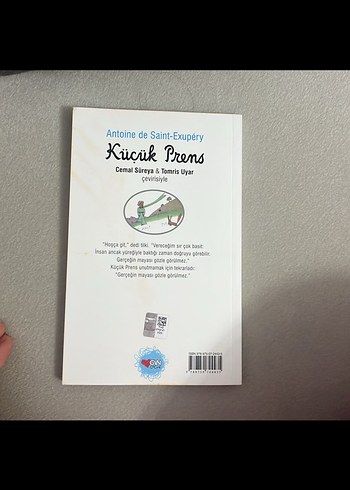 Antoine de Saint-Exupéry
Küçük Prens
Cemal Süreya & Tomris Uyar
çevirisiyle
"Hoşça git," dedi tilki. "Vereceğim sır çok basit:
İnsan ancak yüreğiyle baktığı zaman doğruyu görebilir.
Gerçeğin mayası gözle görülmez."
Küçük Prens unutmamak için tekrarladı:
"Gerçeğin mayası gözle görülmez."
CAN